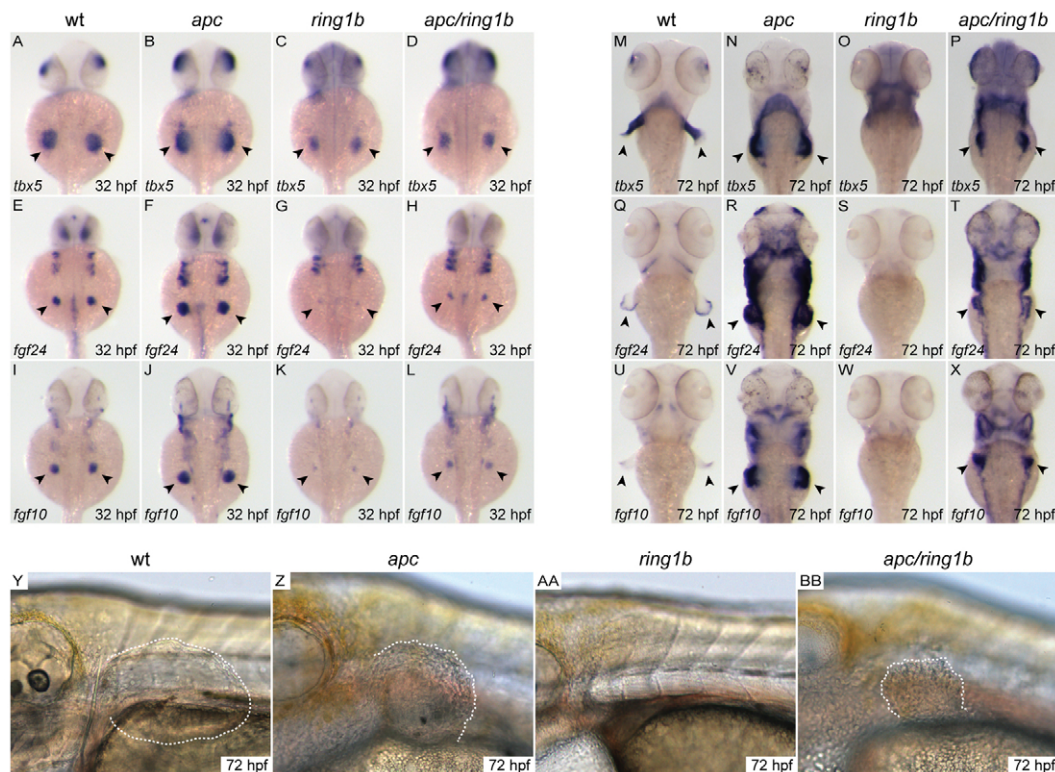 wt apc ring1b apc/ring1b wt apc ring1b apc/ring1b
A B C D M N O P
tbx5 32 hpf tbx5 32 hpf tbx5 32 hpf tbx5 32 hpf tbx5 72 hpf tbx5 72 hpf tbx5 72 hpf tbx5 72 hpf
E F G H Q R S T
fgf24 32 hpf fgf24 32 hpf fgf24 32 hpf fgf24 32 hpf fgf24 72 hpf fgf24 72 hpf fgf24 72 hpf fgf24 72 hpf
I J K L U V W X
fgf10 32 hpf fgf10 32 hpf fgf10 32 hpf fgf10 32 hpf fgf10 72 hpf fgf10 72 hpf fgf10 72 hpf fgf10 72 hpf
wt apc ring1b apc/ring1b
Y Z AA BB
72 hpf 72 hpf 72 hpf 72 hpf